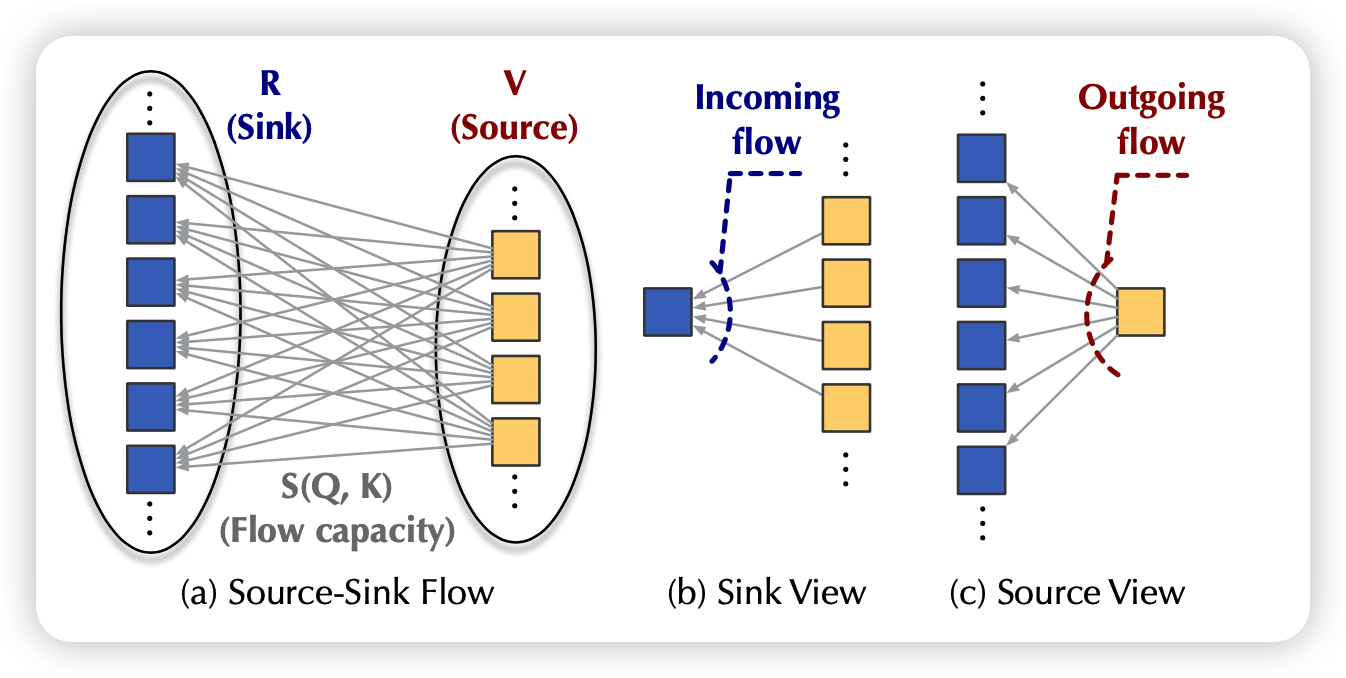 R
(Sink)
V
(Source)
S(Q, K)
(Flow capacity)
(a) Source-Sink Flow
Incoming
flow
(b) Sink View
Outgoing
flow
(c) Source View